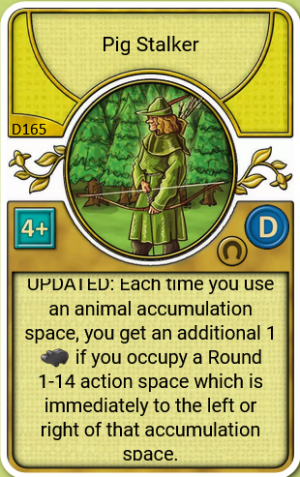 Pig Stalker
D165
4+
D
UPDATED: Each time you use
an animal accumulation
space, you get an additional 1
if you occupy a Round
1-14 action space which is
immediately to the left or
right of that accumulation
space.